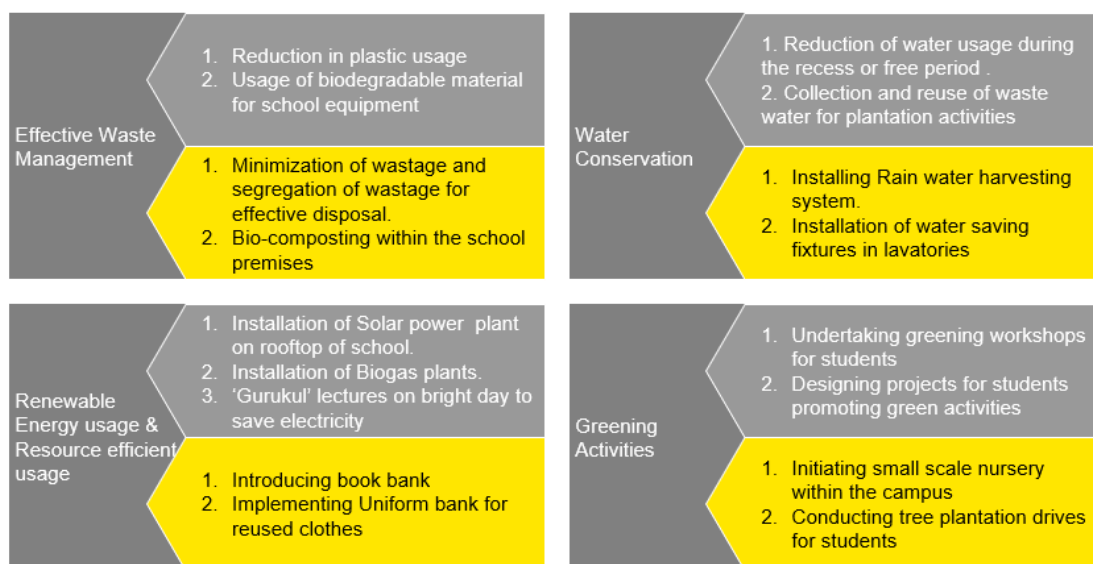 Effective Waste
Management
1. Reduction in plastic usage
2. Usage of biodegradable material
for school equipment
1. Minimization of wastage and
segregation of wastage for
effective disposal.
2. Bio-composting within the school
premises
Water
Conservation
1. Reduction of water usage during
the recess or free period .
2. Collection and reuse of waste
water for plantation activities
1. Installing Rain water harvesting
system.
2. Installation of water saving
fixtures in lavatories
Renewable
Energy usage &
Resource efficient
usage
1. Installation of Solar power plant
on rooftop of school.
2. Installation of Biogas plants.
3. ‘Gurukul’ lectures on bright day to
save electricity
1. Introducing book bank
2. Implementing Uniform bank for
reused clothes
Greening
Activities
1. Undertaking greening workshops
for students
2. Designing projects for students
promoting green activities
1. Initiating small scale nursery
within the campus
2. Conducting tree plantation drives
for students